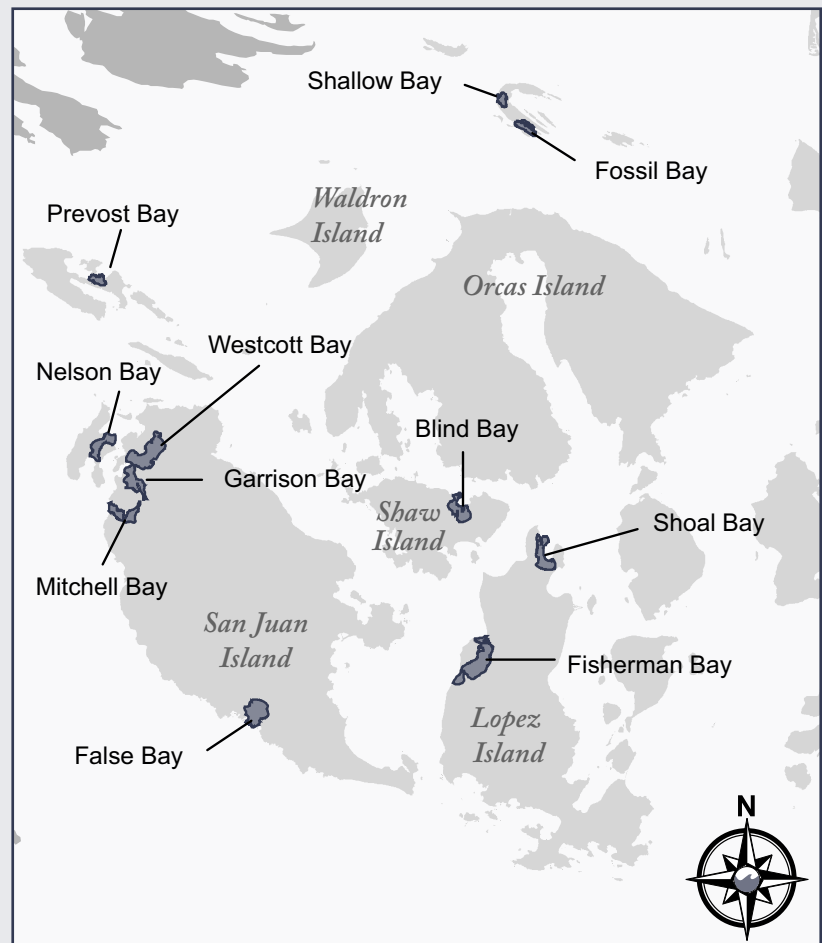 Shallow Bay
Fossil Bay
Waldron
Island
Prevost Bay
Orcas Island
Westcott Bay
Nelson Bay
Blind Bay
Garrison Bay
Shaw
Island
Shoal Bay
Mitchell Bay
San Juan
Island
Fisherman Bay
Lopez
Island
False Bay
N